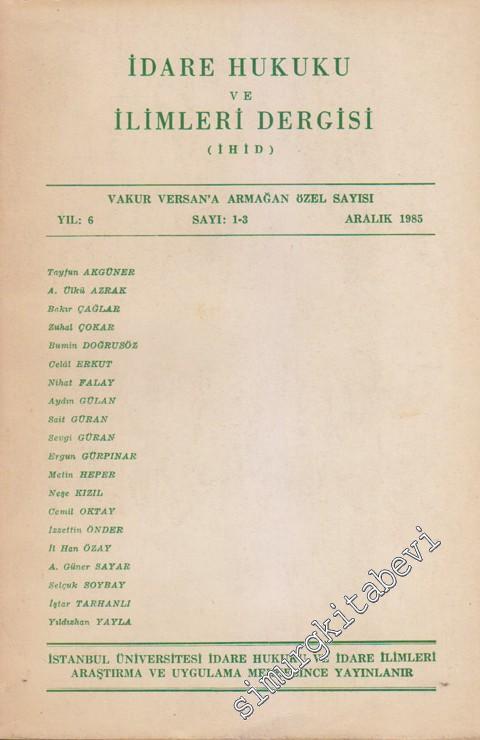 İDARE HUKUKU
VE
İLİMLERİ DERGİSİ
(İHİD)
VAKUR VERSAN'A ARMAĞAN ÖZEL SAYISI
YIL: 6 SAYI: 1-3 ARALIK 1985
Tayfun AKGÜNER
A. Ülkü AZRAK
Bakır ÇAĞLAR
Zuhal ÇOKAR
Bumin DOĞRUSÖZ
Celâl ERKUT
Nihat FALAY
Aydın GÜLAN
Sait GÜRAN
Sevgi GÜRAN
Ergun GÜRPINAR
Metin HEPER
Neşe KIZIL
Cemil OKTAY
İzzettin ÖNDER
İl Han ÖZAY
A. Güner SAYAR
Selçuk SOYBAY
İştar TARHANLI
Yıldızhan YAYLA
İSTANBUL ÜNİVERSİTESİ İDARE HUKUKU VE İDARE İLİMLERİ
ARAŞTIRMA VE UYGULAMA MERKEZİNCE YAYINLANIR
simurgkitabevi